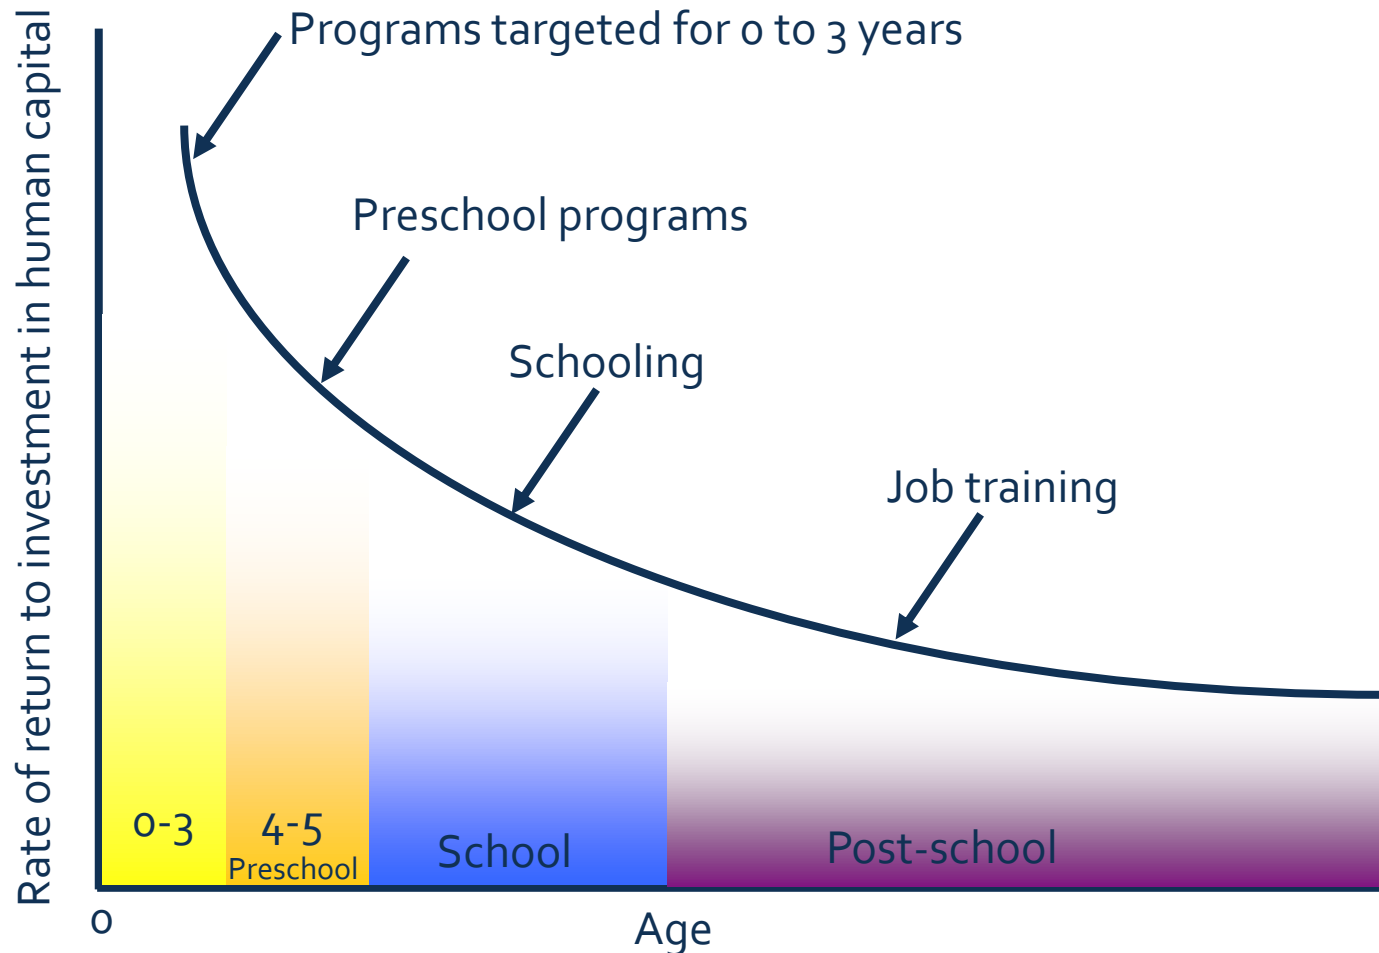 Programs targeted for 0 to 3 years
Rate of return to investment in human capital
Preschool programs
Schooling
Job training
0-3
4-5
Preschool
School
Post-school
0
Age